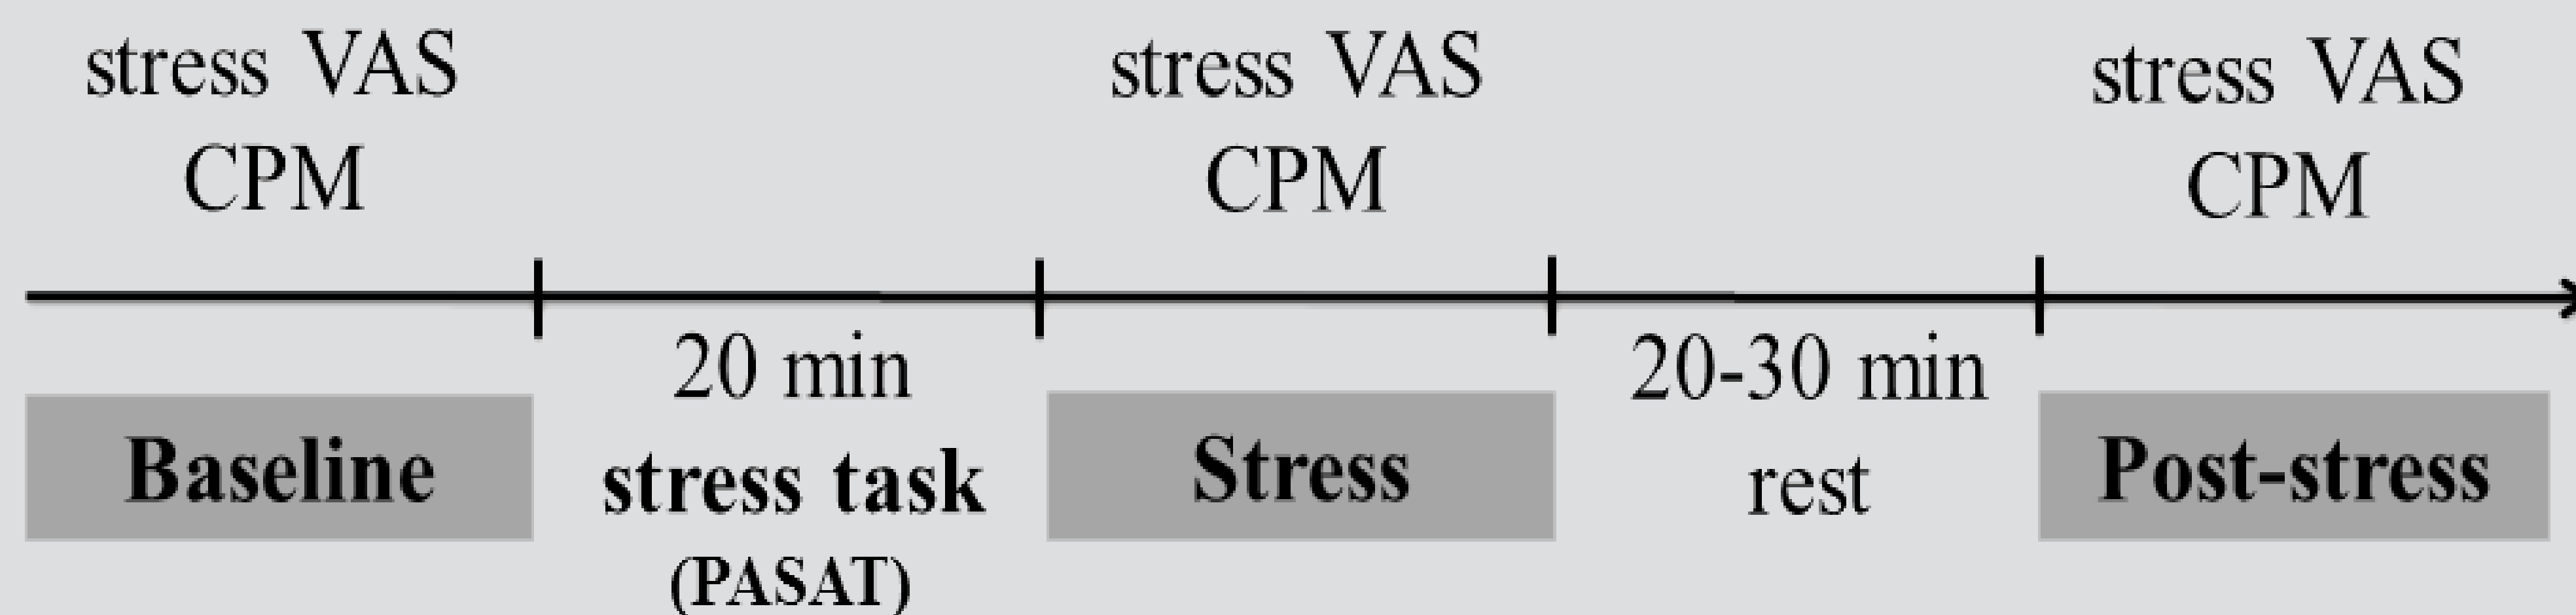 stress VAS
CPM
stress VAS
CPM
stress VAS
CPM
Baseline
20 min
stress task
(PASAT)
Stress
20-30 min
rest
Post-stress